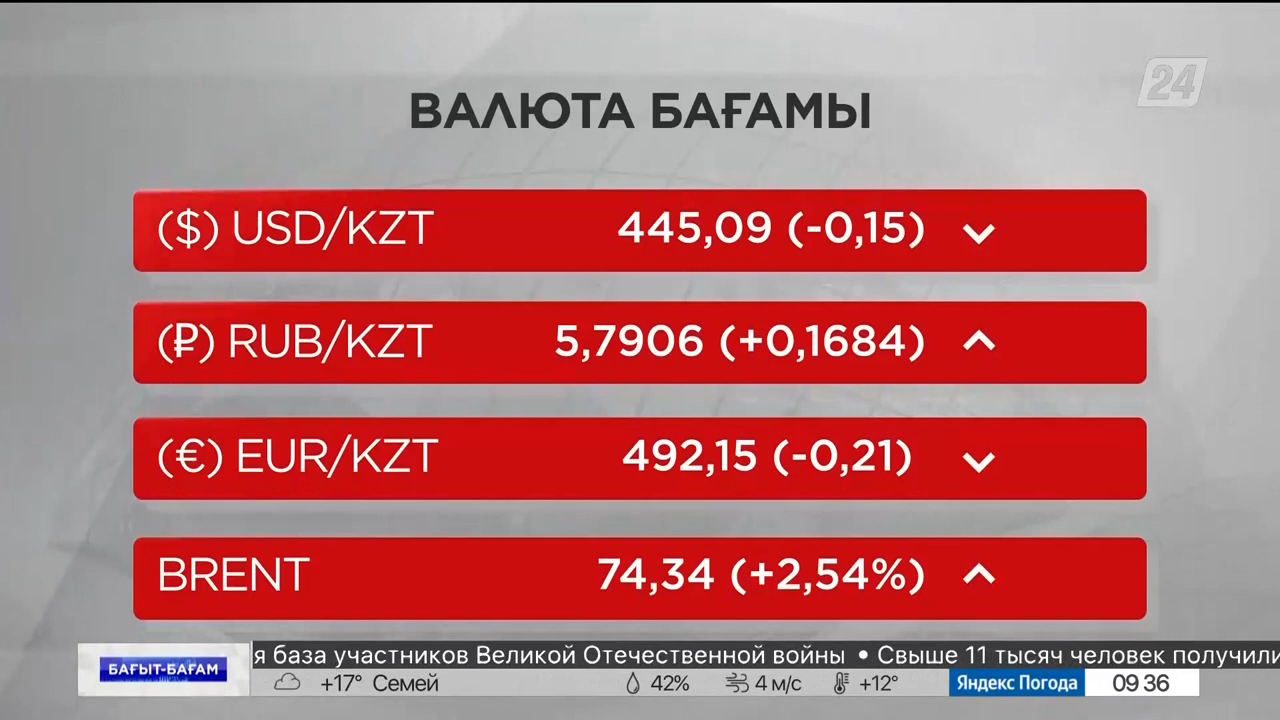 24
ВАЛЮТА БАҒАМЫ
($) USD/KZT 445,09 (-0,15)
(₽) RUB/KZT 5,7906 (+0,1684)
(€) EUR/KZT 492,15 (-0,21)
BRENT 74,34 (+2,54%)
я база участников Великой Отечественной войны • Свыше 11 тысяч человек получили
БАҒЫТ-БАҒАМ
+17° Семей 42% 4 м/с +12° Яндекс Погода 09 36